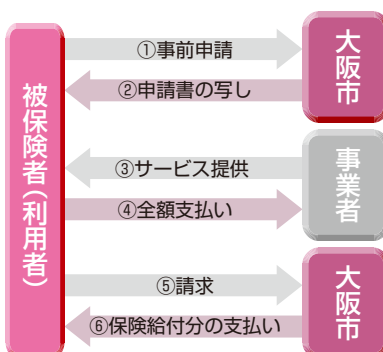 被保険者(利用者)
①事前申請
②申請書の写し
大阪市
③サービス提供
④全額支払い
事業者
⑤請求
⑥保険給付分の支払い
大阪市